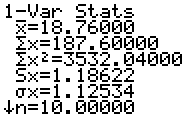 1-Var Stats
x̄=18.76000
Σx=187.60000
Σx²=3532.04000
Sx=1.18622
σx=1.12534
↓n=10.00000